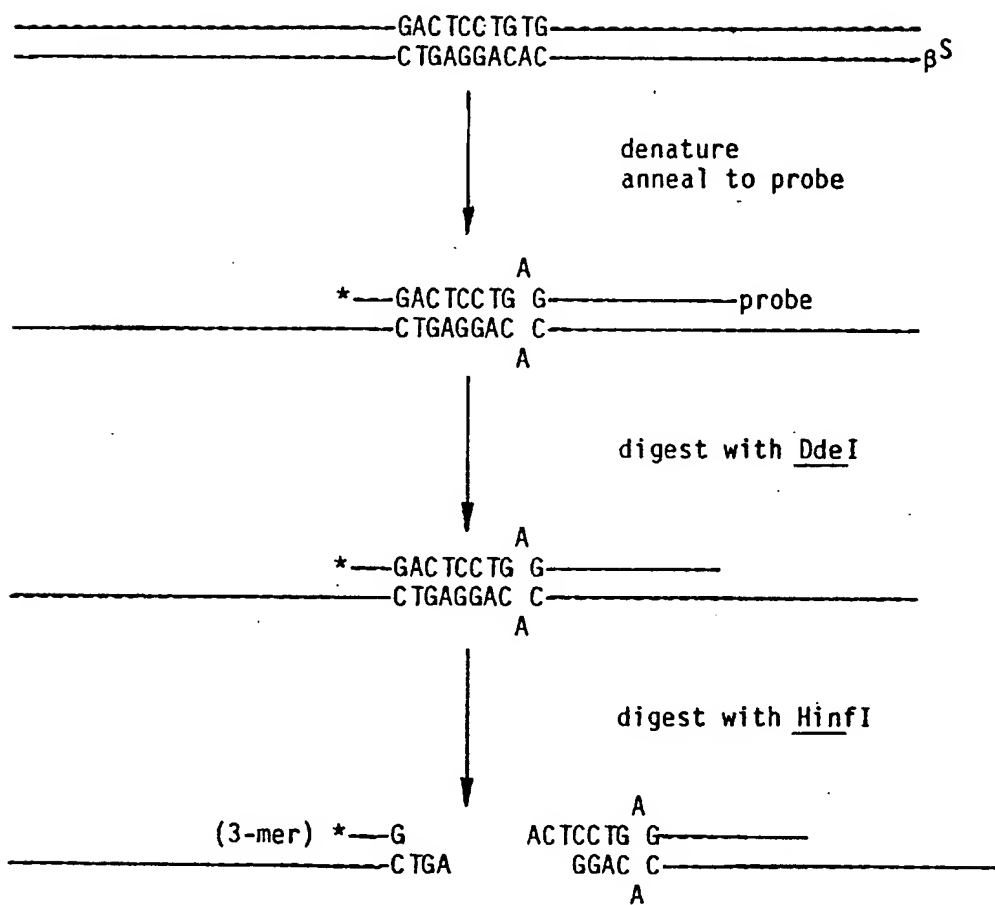 GACTCCTGTG
CTGAGGACAC
βS
denature
anneal to probe
A
*—GACTCCTG G—probe
CTGAGGAC C
A
digest with DdeI
A
*—GACTCCTG G
CTGAGGAC C
A
digest with HinfI
A
(3-mer) *—G ACTCCTG G
CTGA GGAC C
A